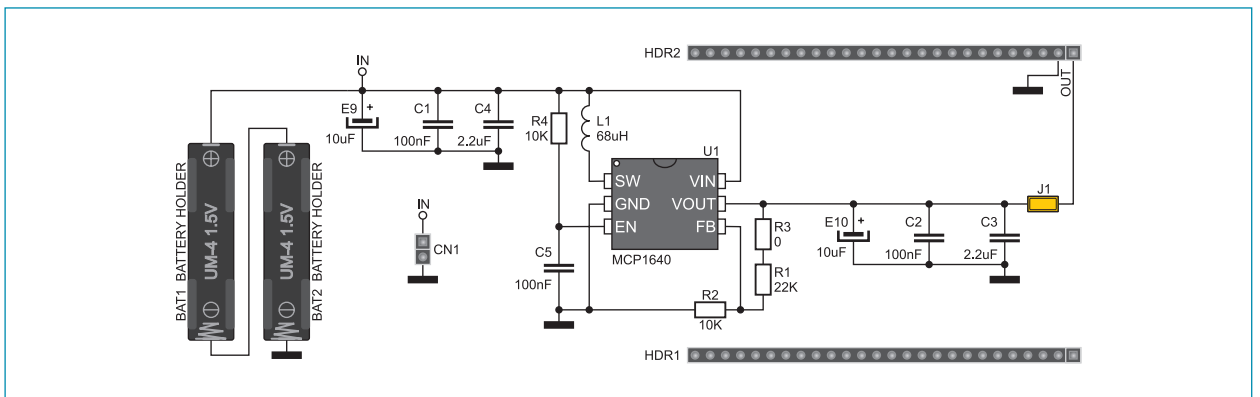 HDR2
OUT
IN
E9
+
10uF
C1
100nF
C4
2.2uF
R4
10K
L1
68uH
U1
SW
GND
EN
VIN
VOUT
FB
MCP1640
J1
BAT1 BATTERY HOLDER
UM-4 1.5V
UM-4 1.5V
BAT2 BATTERY HOLDER
IN
CN1
C5
100nF
R3
0
R1
22K
R2
10K
E10
+
10uF
C2
100nF
C3
2.2uF
HDR1